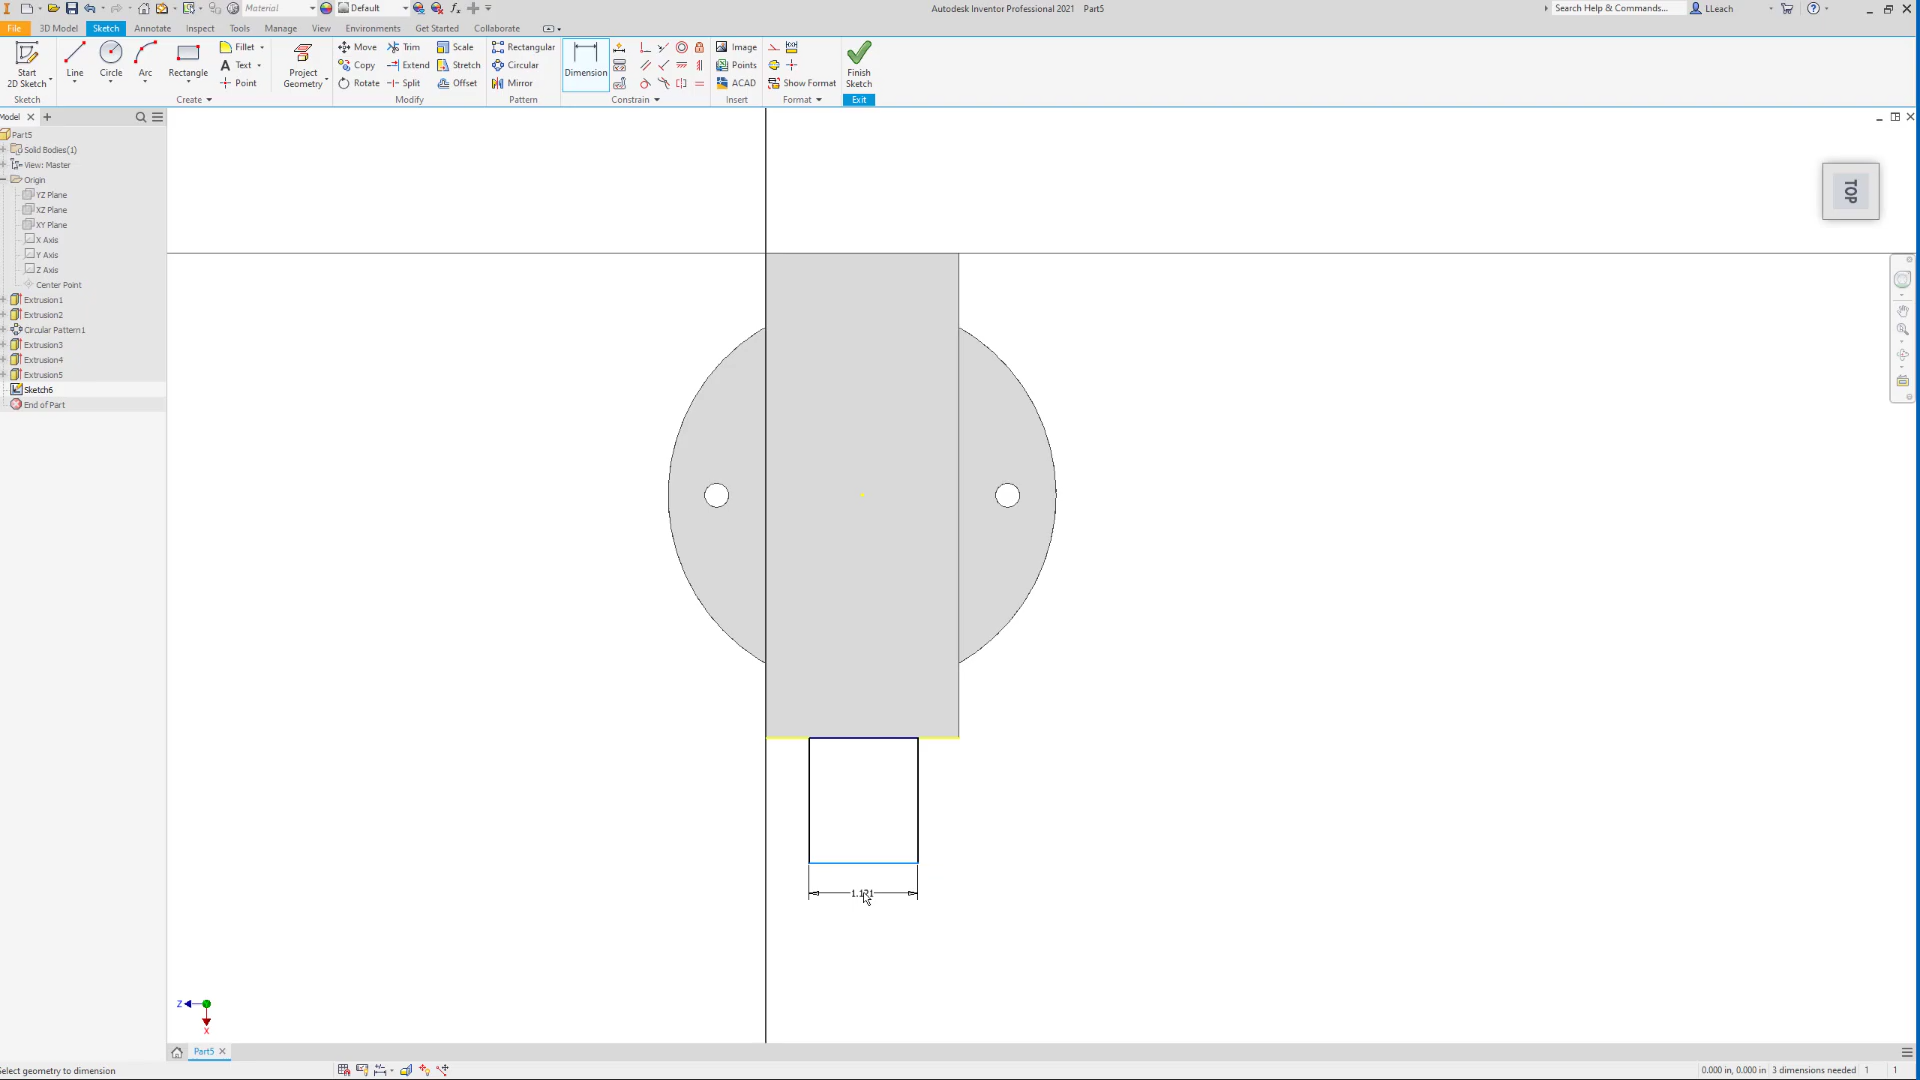 Material
Default
Autodesk Inventor Professional 2021 Part5
Search Help & Commands...
LLeach
File
3D Model
Sketch
Annotate
Inspect
Tools
Manage
View
Environments
Get Started
Collaborate
Start
2D Sketch
Line
Circle
Arc
Rectangle
Fillet
Text
Point
Project
Geometry
Move
Copy
Rotate
Trim
Extend
Split
Scale
Stretch
Offset
Rectangular
Circular
Mirror
Dimension
Image
Points
ACAD
Show Format
Finish
Sketch
Sketch
Create
Modify
Pattern
Constrain
Insert
Format
Exit
Model
Part5
Solid Bodies(1)
View: Master
Origin
YZ Plane
XZ Plane
XY Plane
X Axis
Y Axis
Z Axis
Center Point
Extrusion1
Extrusion2
Circular Pattern1
Extrusion3
Extrusion4
Extrusion5
Sketch6
End of Part
TOP
Z
X
Part5
Select geometry to dimension
0.000 in, 0.000 in 3 dimensions needed 1 1